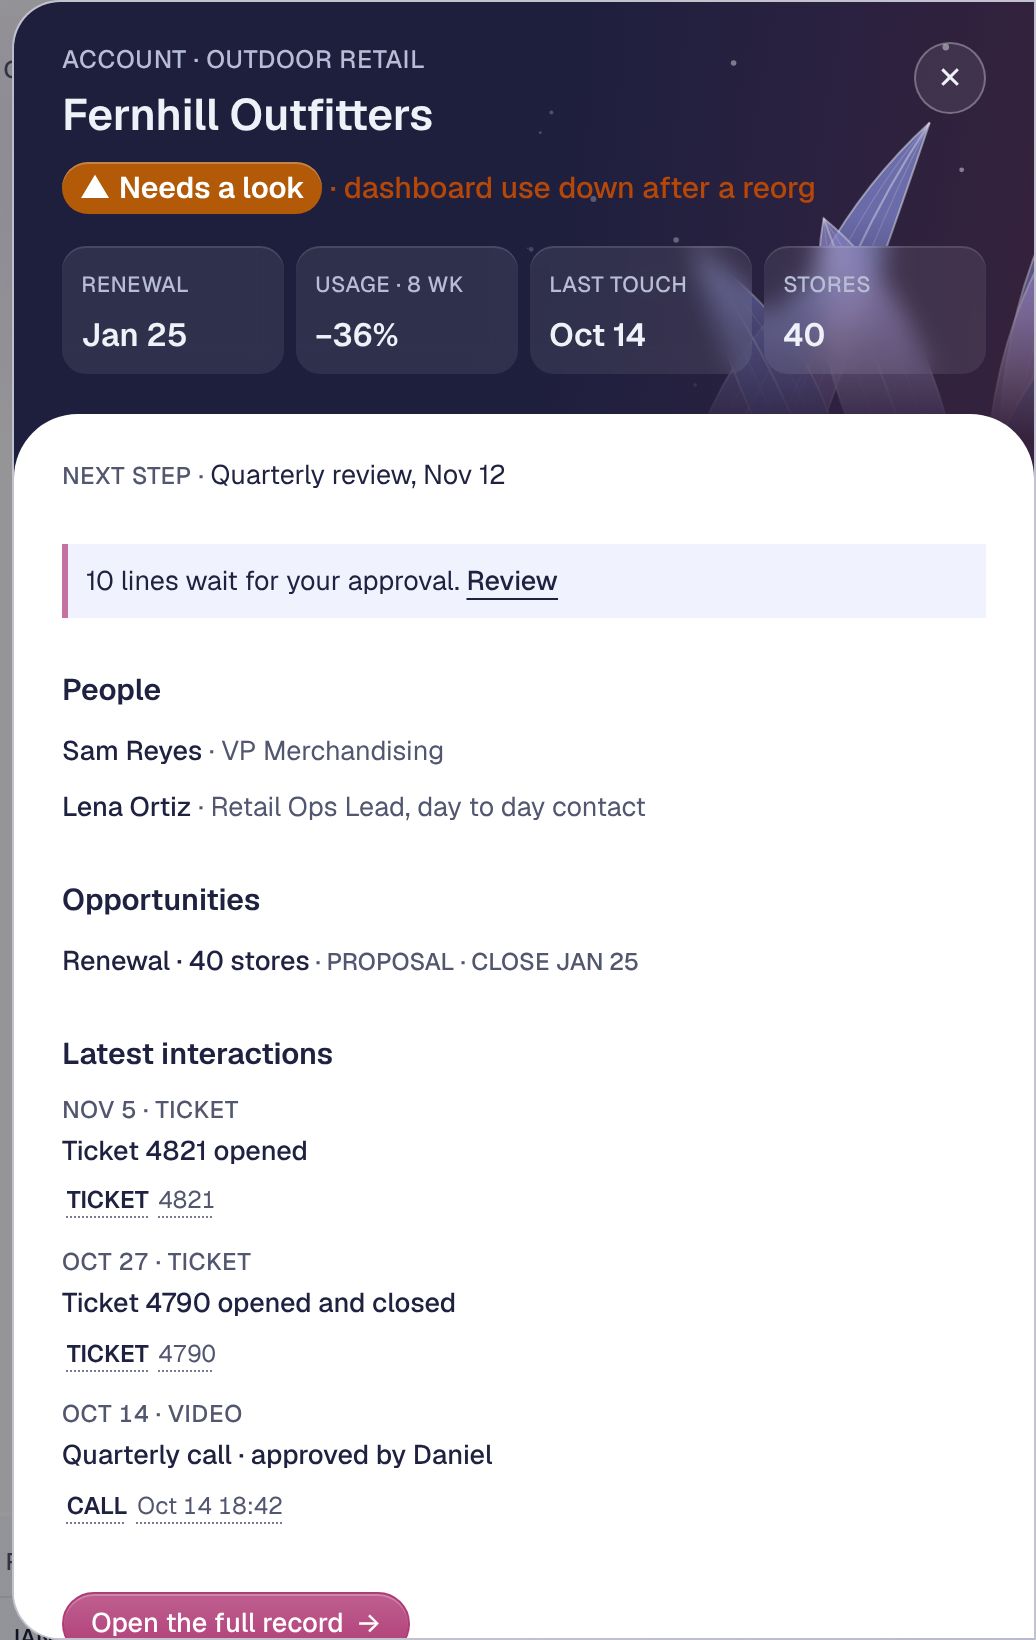 ACCOUNT · OUTDOOR RETAIL
Fernhill Outfitters
Needs a look · dashboard use down after a reorg
RENEWAL
Jan 25
USAGE · 8 WK
−36%
LAST TOUCH
Oct 14
STORES
40
NEXT STEP · Quarterly review, Nov 12
10 lines wait for your approval. Review
People
Sam Reyes · VP Merchandising
Lena Ortiz · Retail Ops Lead, day to day contact
Opportunities
Renewal · 40 stores · PROPOSAL · CLOSE JAN 25
Latest interactions
NOV 5 · TICKET
Ticket 4821 opened
TICKET 4821
OCT 27 · TICKET
Ticket 4790 opened and closed
TICKET 4790
OCT 14 · VIDEO
Quarterly call · approved by Daniel
CALL Oct 14 18:42
Open the full record →